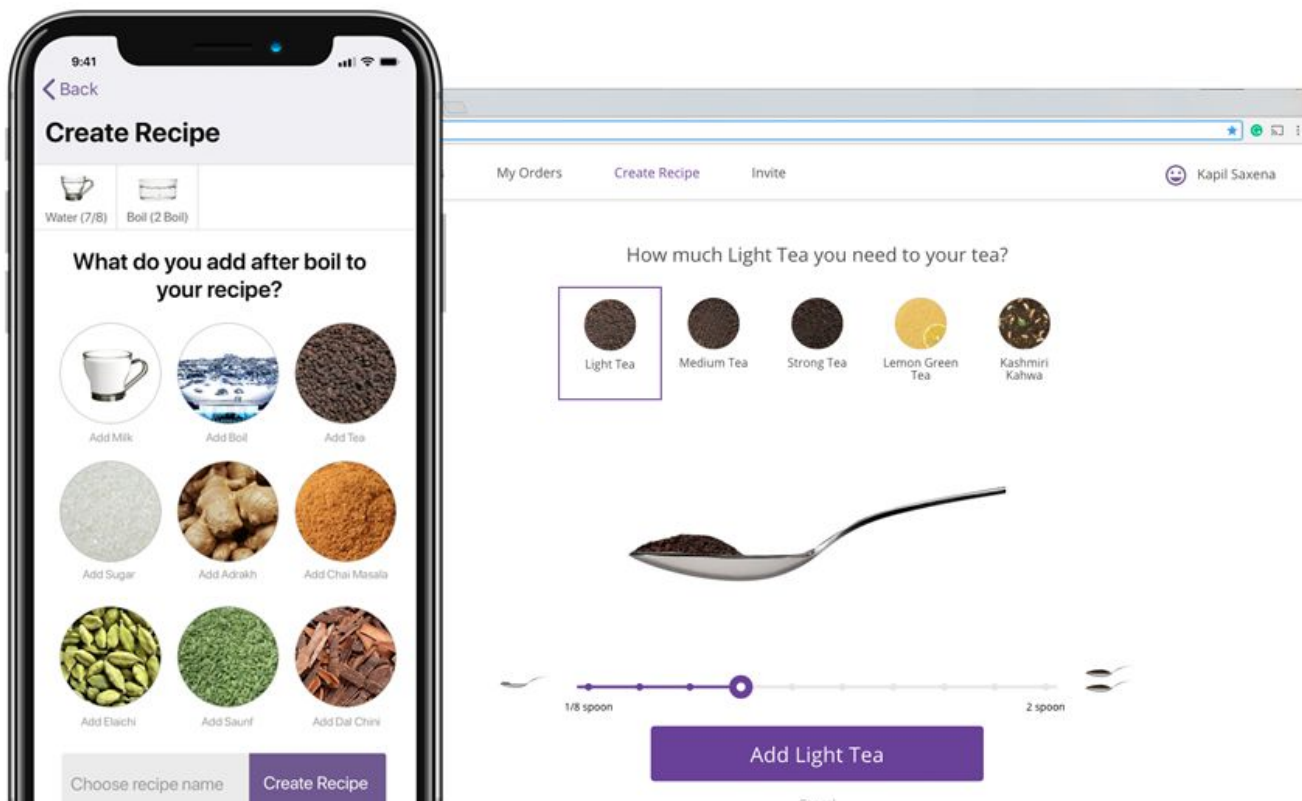 9:41
Back
Create Recipe
Water (7/8)
Boil (2 Boil)
What do you add after boil to
your recipe?
Add Milk
Add Boil
Add Tea
Add Sugar
Add Adrakh
Add Chai Masala
Add Elaichi
Add Saunf
Add Dal Chini
Choose recipe name
Create Recipe
My Orders
Create Recipe
Invite
Kapil Saxena
How much Light Tea you need to your tea?
Light Tea
Medium Tea
Strong Tea
Lemon Green
Tea
Kashmiri
Kahwa
1/8 spoon
2 spoon
Add Light Tea